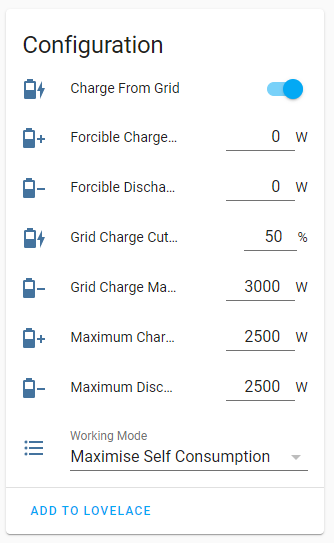 Configuration
Charge From Grid
Forcible Charge... 0 W
Forcible Discha... 0 W
Grid Charge Cut... 50 %
Grid Charge Ma... 3000 W
Maximum Char... 2500 W
Maximum Disc... 2500 W
Working Mode
Maximise Self Consumption
ADD TO LOVELACE